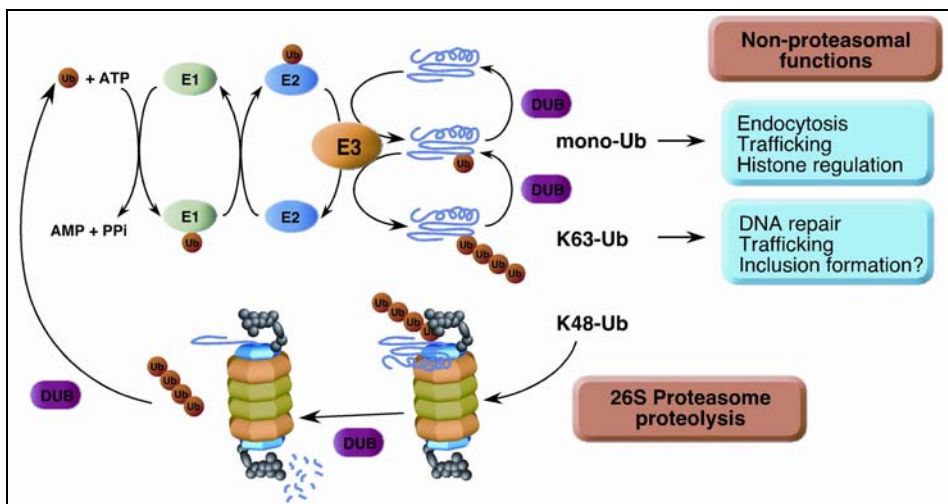 Ub + ATP
E1
Ub
E2
E3
DUB
Non-proteasomal
functions
mono-Ub
Ub
Endocytosis
Trafficking
Histone regulation
DUB
AMP + PPi
E1
Ub
E2
K63-Ub
Ub Ub Ub Ub
DNA repair
Trafficking
Inclusion formation?
K48-Ub
Ub Ub Ub Ub
26S Proteasome
proteolysis
DUB
Ub Ub Ub Ub
DUB